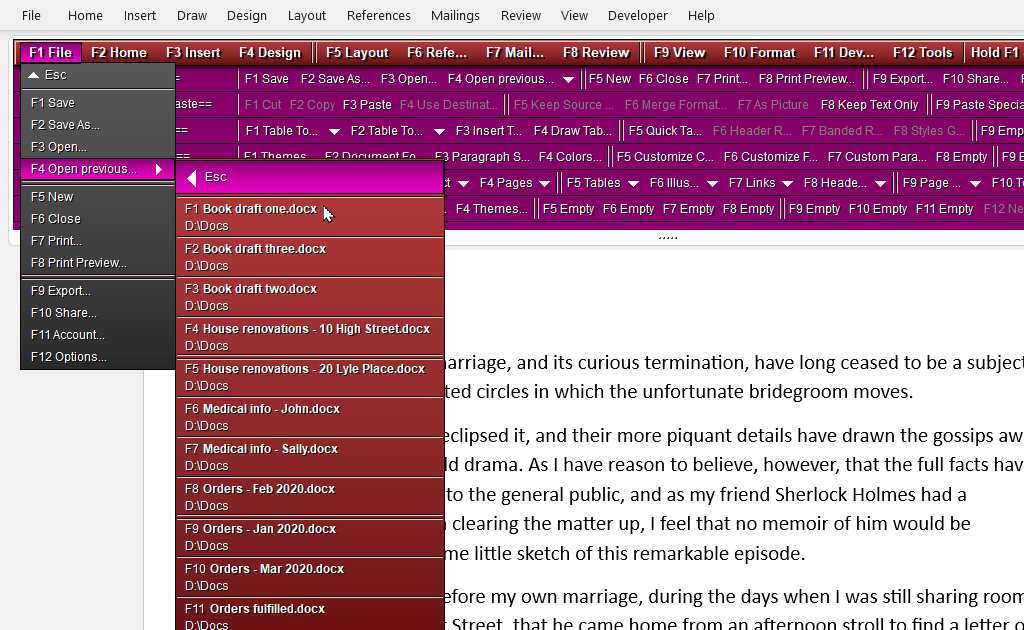 File Home Insert Draw Design Layout References Mailings Review View Developer Help
F1 File F2 Home F3 Insert F4 Design F5 Layout F6 Refe... F7 Mail... F8 Review F9 View F10 Format F11 Dev... F12 Tools Hold F1
Esc
== F1 Save F2 Save As... F3 Open... F4 Open previous... F5 New F6 Close F7 Print... F8 Print Preview... F9 Export... F10 Share...
F1 Save
aste== F1 Cut F2 Copy F3 Paste F4 Use Destinat... F5 Keep Source ... F6 Merge Format... F7 As Picture F8 Keep Text Only F9 Paste Specia
F2 Save As...
== F1 Table To... F2 Table To... F3 Insert T... F4 Draw Tab... F5 Quick Ta... F6 Header R... F7 Banded R... F8 Styles G... F9 Emp
F3 Open...
== F1 Themes F2 Document Fo F3 Paragraph S... F4 Colors... F5 Customize C... F6 Customize F... F7 Custom Para... F8 Empty F9 E
F4 Open previous...
Esc
ct F4 Pages F5 Tables F6 Illus... F7 Links F8 Heade... F9 Page ... F10 T
F5 New
F4 Themes... F5 Empty F6 Empty F7 Empty F8 Empty F9 Empty F10 Empty F11 Empty F12 Ne
F6 Close
F7 Print...
F8 Print Preview...
F9 Export...
F10 Share...
F11 Account...
F12 Options...
F1 Book draft one.docx
D:\Docs
F2 Book draft three.docx
D:\Docs
F3 Book draft two.docx
D:\Docs
F4 House renovations - 10 High Street.docx
D:\Docs
F5 House renovations - 20 Lyle Place.docx
D:\Docs
F6 Medical info - John.docx
D:\Docs
F7 Medical info - Sally.docx
D:\Docs
F8 Orders - Feb 2020.docx
D:\Docs
F9 Orders - Jan 2020.docx
D:\Docs
F10 Orders - Mar 2020.docx
D:\Docs
F11 Orders fulfilled.docx
D:\Docs
arriage, and its curious termination, have long ceased to be a subject
ted circles in which the unfortunate bridegroom moves.
eclipsed it, and their more piquant details have drawn the gossips aw
ld drama. As I have reason to believe, however, that the full facts hav
to the general public, and as my friend Sherlock Holmes had a
clearing the matter up, I feel that no memoir of him would be
me little sketch of this remarkable episode.
efore my own marriage, during the days when I was still sharing room
Street, that he came home from an afternoon stroll to find a letter o